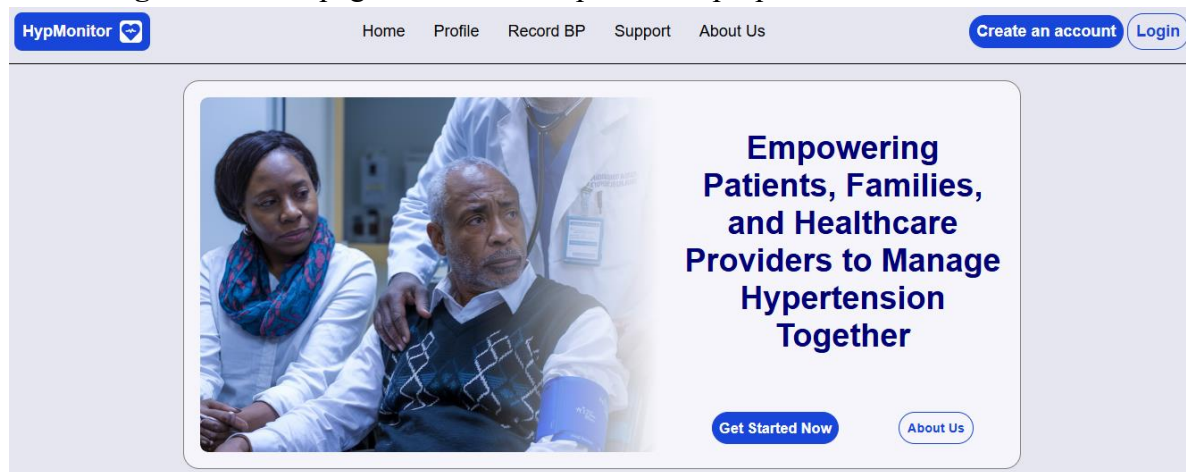 HypMonitor
Home Profile Record BP Support About Us
Create an account Login
Empowering
Patients, Families,
and Healthcare
Providers to Manage
Hypertension
Together
Get Started Now About Us